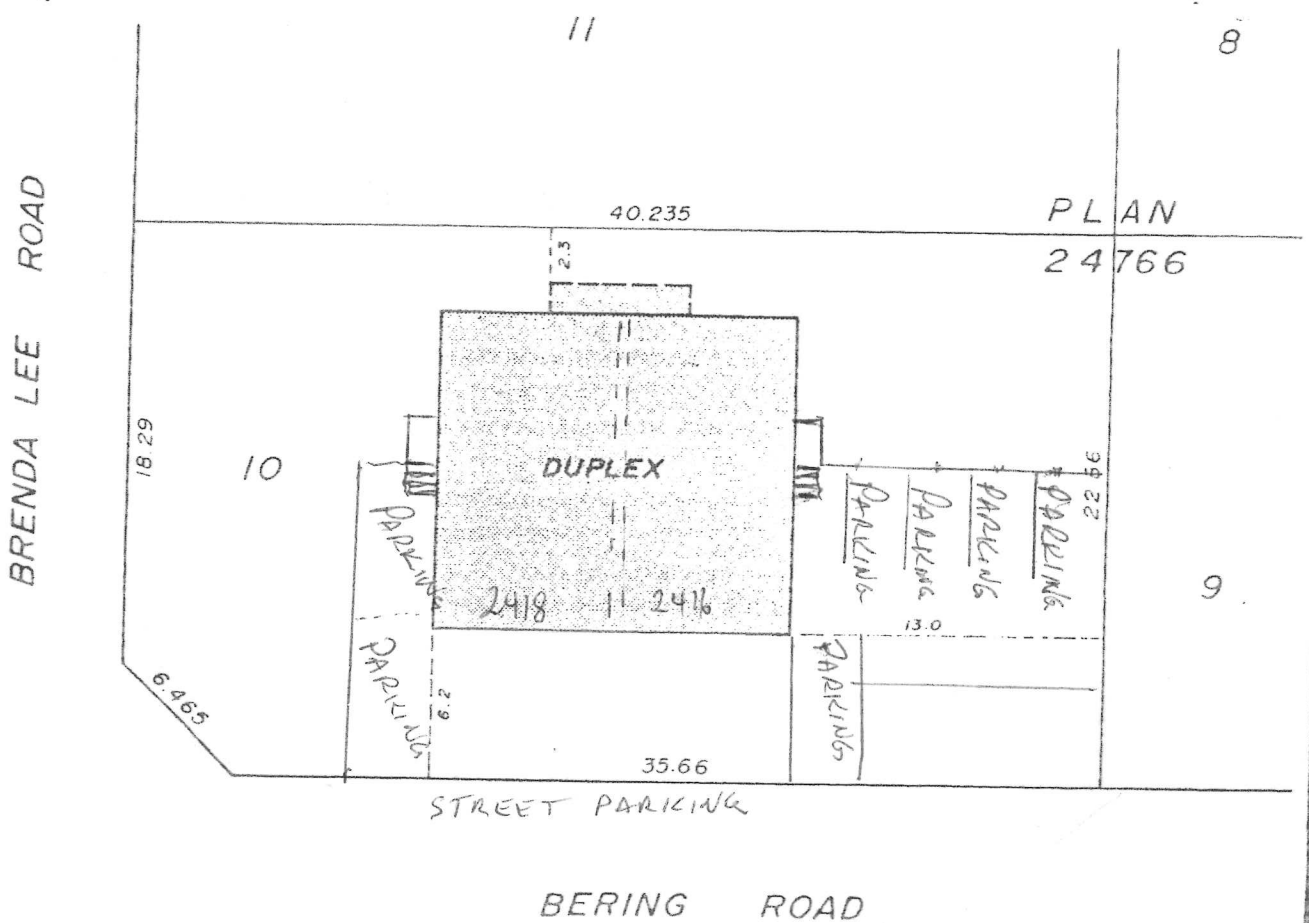 11
8
BRENDA LEE ROAD
40.235
PLAN
24766
2.3
18.29
10
DUPLEX
22.56
PARKING
PARKING
PARKING
PARKING
PARKING
9
2418 2416
13.0
PARKING
PARKING
6.465
6.2
35.66
STREET PARKING
BERING ROAD